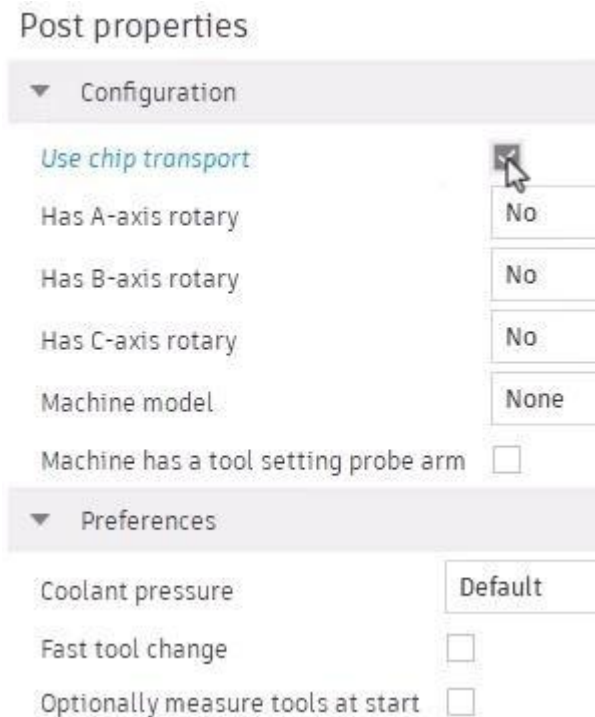 Post properties
Configuration
Use chip transport
Has A-axis rotary No
Has B-axis rotary No
Has C-axis rotary No
Machine model None
Machine has a tool setting probe arm
Preferences
Coolant pressure Default
Fast tool change
Optionally measure tools at start